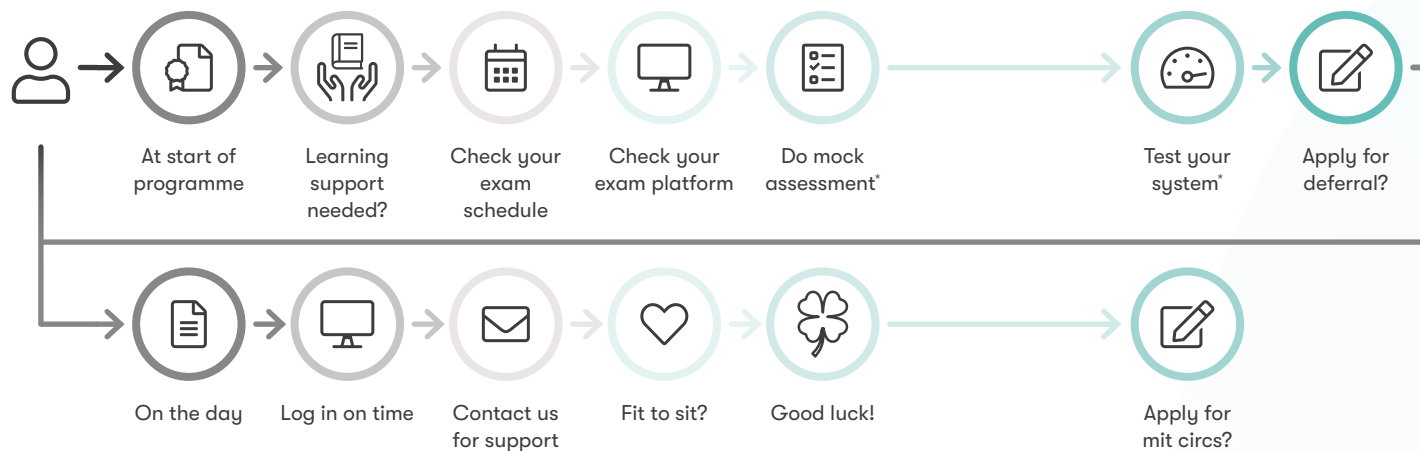 At start of
programme
Learning
support
needed?
Check your
exam
schedule
Check your
exam platform
Do mock
assessment*
Test your
system*
Apply for
deferral?
On the day
Log in on time
Contact us
for support
Fit to sit?
Good luck!
Apply for
mit circs?